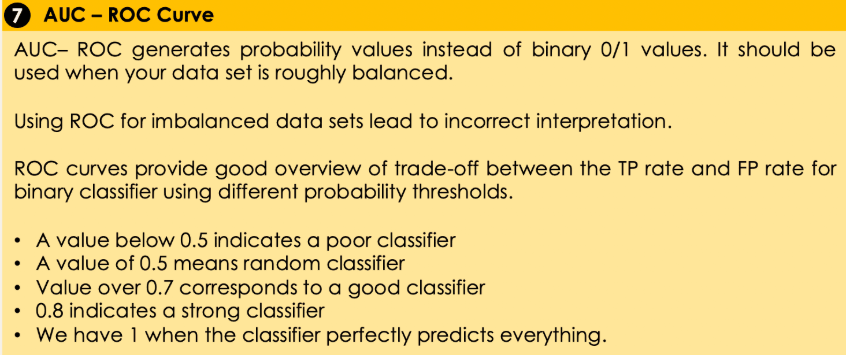 7 AUC – ROC Curve
AUC– ROC generates probability values instead of binary 0/1 values. It should be
used when your data set is roughly balanced.
Using ROC for imbalanced data sets lead to incorrect interpretation.
ROC curves provide good overview of trade-off between the TP rate and FP rate for
binary classifier using different probability thresholds.
• A value below 0.5 indicates a poor classifier
• A value of 0.5 means random classifier
• Value over 0.7 corresponds to a good classifier
• 0.8 indicates a strong classifier
• We have 1 when the classifier perfectly predicts everything.